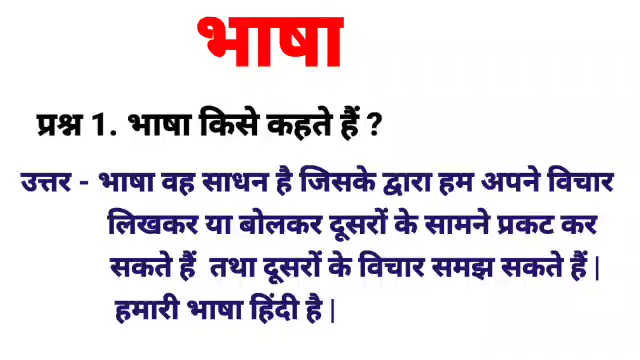 भाषा
प्रश्न 1. भाषा किसे कहते हैं ?
उत्तर - भाषा वह साधन है जिसके द्वारा हम अपने विचार
लिखकर या बोलकर दूसरों के सामने प्रकट कर
सकते हैं तथा दूसरों के विचार समझ सकते हैं |
हमारी भाषा हिंदी है |